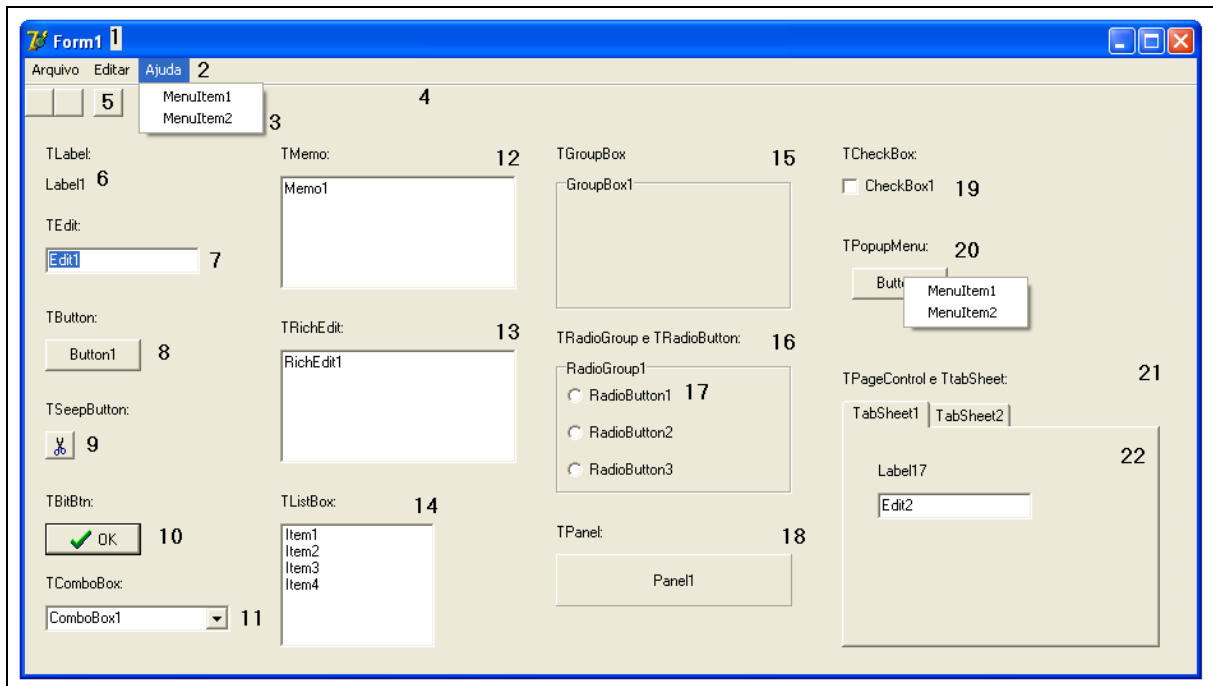 Form1 1
Arquivo Editar Ajuda 2
MenuItem1
MenuItem2
3
4
5
TLabel:
Label1 6
TEdit:
Edit1 7
TButton:
Button1 8
TSeepButton:
9
TBitBtn:
OK 10
TComboBox:
ComboBox1 11
TMemo: 12
Memo1
TRichEdit: 13
RichEdit1
TListBox: 14
Item1
Item2
Item3
Item4
TGroupBox 15
GroupBox1
TRadioGroup e TRadioButton: 16
RadioGroup1
RadioButton1 17
RadioButton2
RadioButton3
TPanel: 18
Panel1
TCheckBox:
CheckBox1 19
TPopupMenu: 20
Butt
MenuItem1
MenuItem2
TPageControl e TtabSheet: 21
TabSheet1 TabSheet2
22
Label17
Edit2